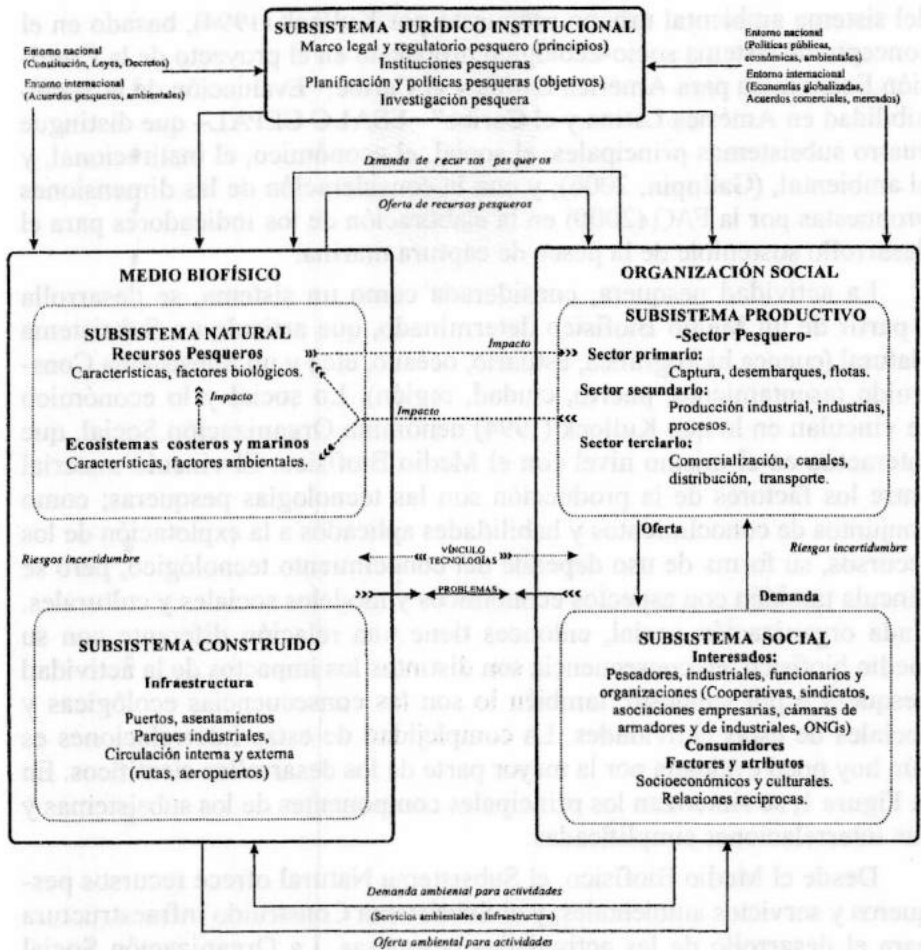 SUBSISTEMA JURÍDICO INSTITUCIONAL
Marco legal y regulatorio pesquero (principios)
Instituciones pesqueras
Planificación y políticas pesqueras (objetivos)
Investigación pesquera
Entorno nacional
(Constitución, Leyes, Decretos)
Entorno internacional
(Acuerdos pesqueros, ambientales)
Entorno nacional
(Políticas públicas,
económicas, ambientales)
Entorno internacional
(Economías globalizadas,
Acuerdos comerciales, mercados)
Demanda de recursos pesqueros
Oferta de recursos pesqueros
MEDIO BIOFÍSICO
SUBSISTEMA NATURAL
Recursos Pesqueros
Características, factores biológicos.
Impacto
Ecosistemas costeros y marinos
Características, factores ambientales.
Impacto
Impacto
ORGANIZACIÓN SOCIAL
SUBSISTEMA PRODUCTIVO
-Sector Pesquero-
Sector primario:
Captura, desembarques, flotas.
Sector secundario:
Producción industrial, industrias,
procesos.
Sector terciario:
Comercialización, canales,
distribución, transporte.
Riesgos incertidumbre
VÍNCULO
TECNOLOGÍA
PROBLEMAS
Oferta
Riesgos incertidumbre
Demanda
SUBSISTEMA CONSTRUIDO
Infraestructura
Puertos, asentamientos
Parques industriales,
Circulación y ecúmene y axioma
(rutas, aeropuertos)
SUBSISTEMA SOCIAL
Interesados:
Pescadores, industriales, funcionarios y
organizaciones (Cooperativas, sindicatos,
asociaciones empresarias, cámaras de
armadores y de industriales, ONGs)
Consumidores
Factores y atributos
Socioeconómicos y culturales.
Relaciones recíprocas.
Demanda ambiental para actividades
(Servicios ambientales e Infraestructura)
Oferta ambiental para actividades